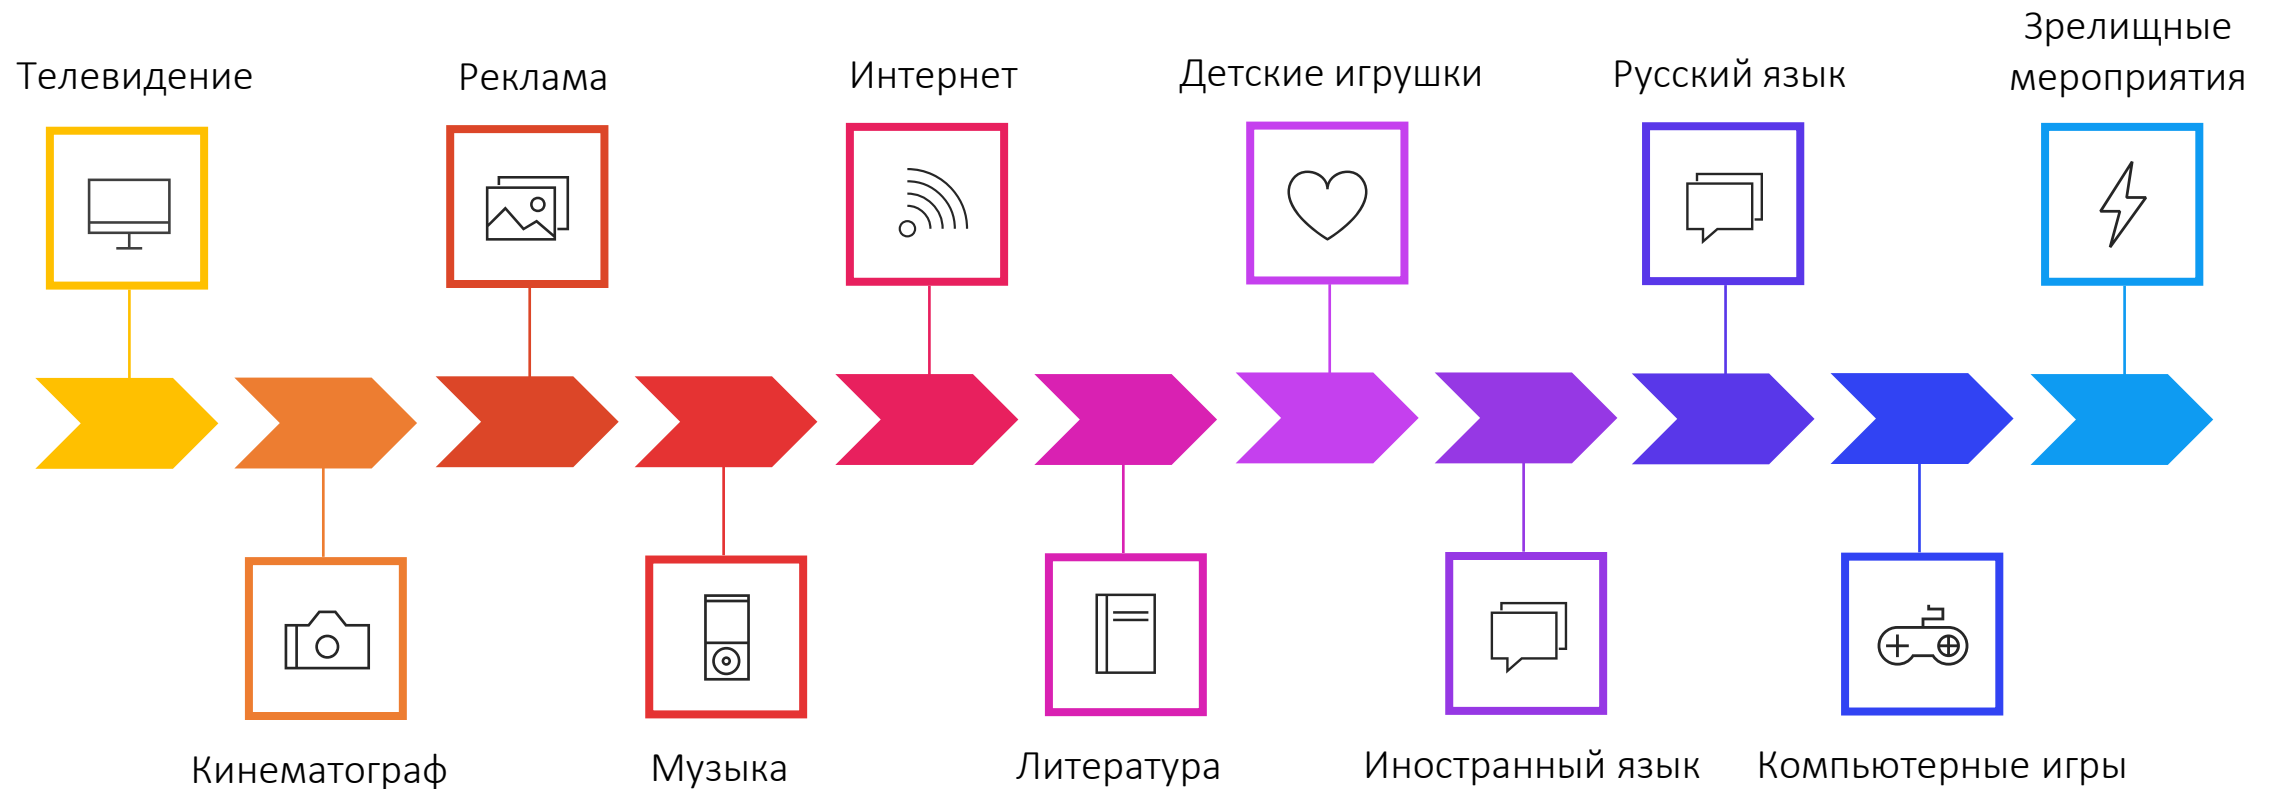 Телевидение
Реклама
Интернет
Детские игрушки
Русский язык
Зрелищные
мероприятия
Кинематограф
Музыка
Литература
Иностранный язык
Компьютерные игры